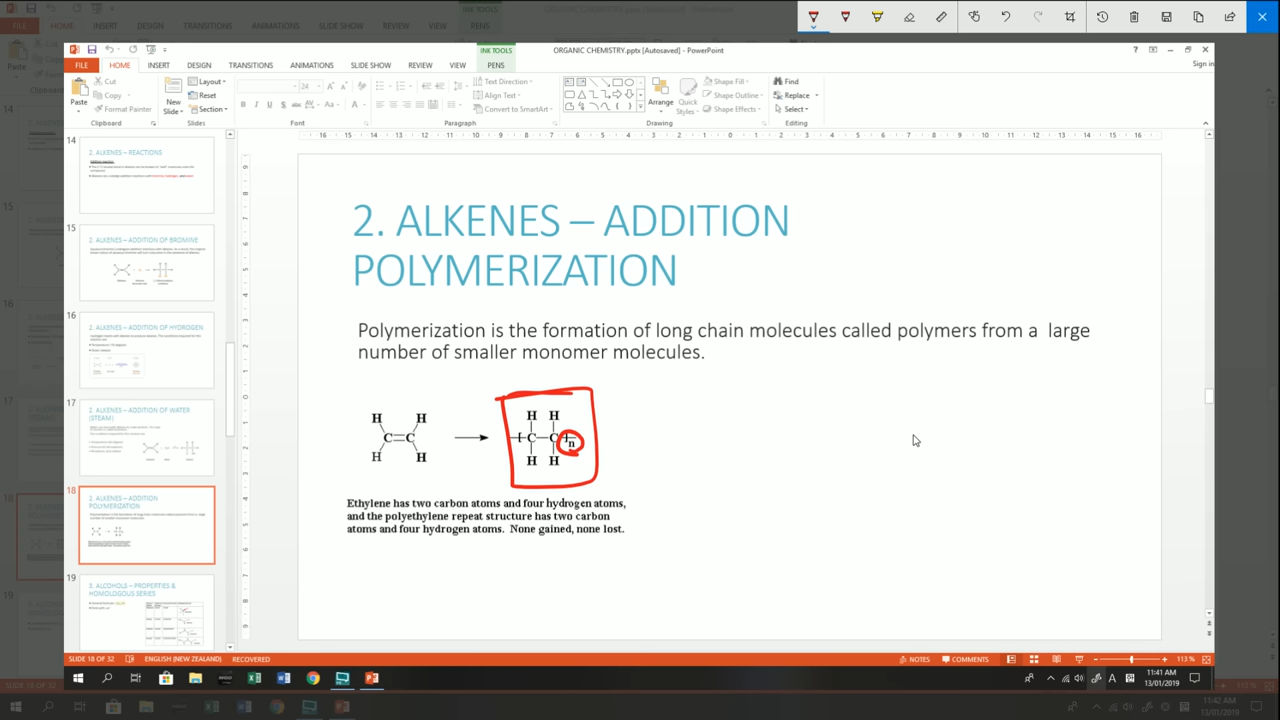 INK TOOLS
ORGANIC CHEMISTRY.pptx [Autosaved] - PowerPoint
Sign in
FILE HOME INSERT DESIGN TRANSITIONS ANIMATIONS SLIDE SHOW REVIEW VIEW PENS
Paste
Cut
Copy
Format Painter
Clipboard
New Slide
Layout
Reset
Section
Slides
Font
Text Direction
Align Text
Convert to SmartArt
Paragraph
Arrange
Quick Styles
Shape Fill
Shape Outline
Shape Effects
Drawing
Find
Replace
Select
Editing
14
2. ALKENES – REACTIONS
15
2. ALKENES – ADDITION OF BROMINE
16
2. ALKENES – ADDITION OF HYDROGEN
17
2. ALKENES – ADDITION OF WATER
(STEAM)
18
2. ALKENES – ADDITION
POLYMERIZATION
19
3. ALCOHOLS – PROPERTIES &
HOMOLOGOUS SERIES
2. ALKENES – ADDITION
POLYMERIZATION
Polymerization is the formation of long chain molecules called polymers from a large
number of smaller monomer molecules.
H H H H
C=C C C n
H H H H
Ethylene has two carbon atoms and four hydrogen atoms,
and the polyethylene repeat structure has two carbon
atoms and four hydrogen atoms. None gained, none lost.
SLIDE 18 OF 32 ENGLISH (NEW ZEALAND) RECOVERED NOTES COMMENTS 113 %
11:41 AM
13/01/2019
11:42 AM
13/01/2019